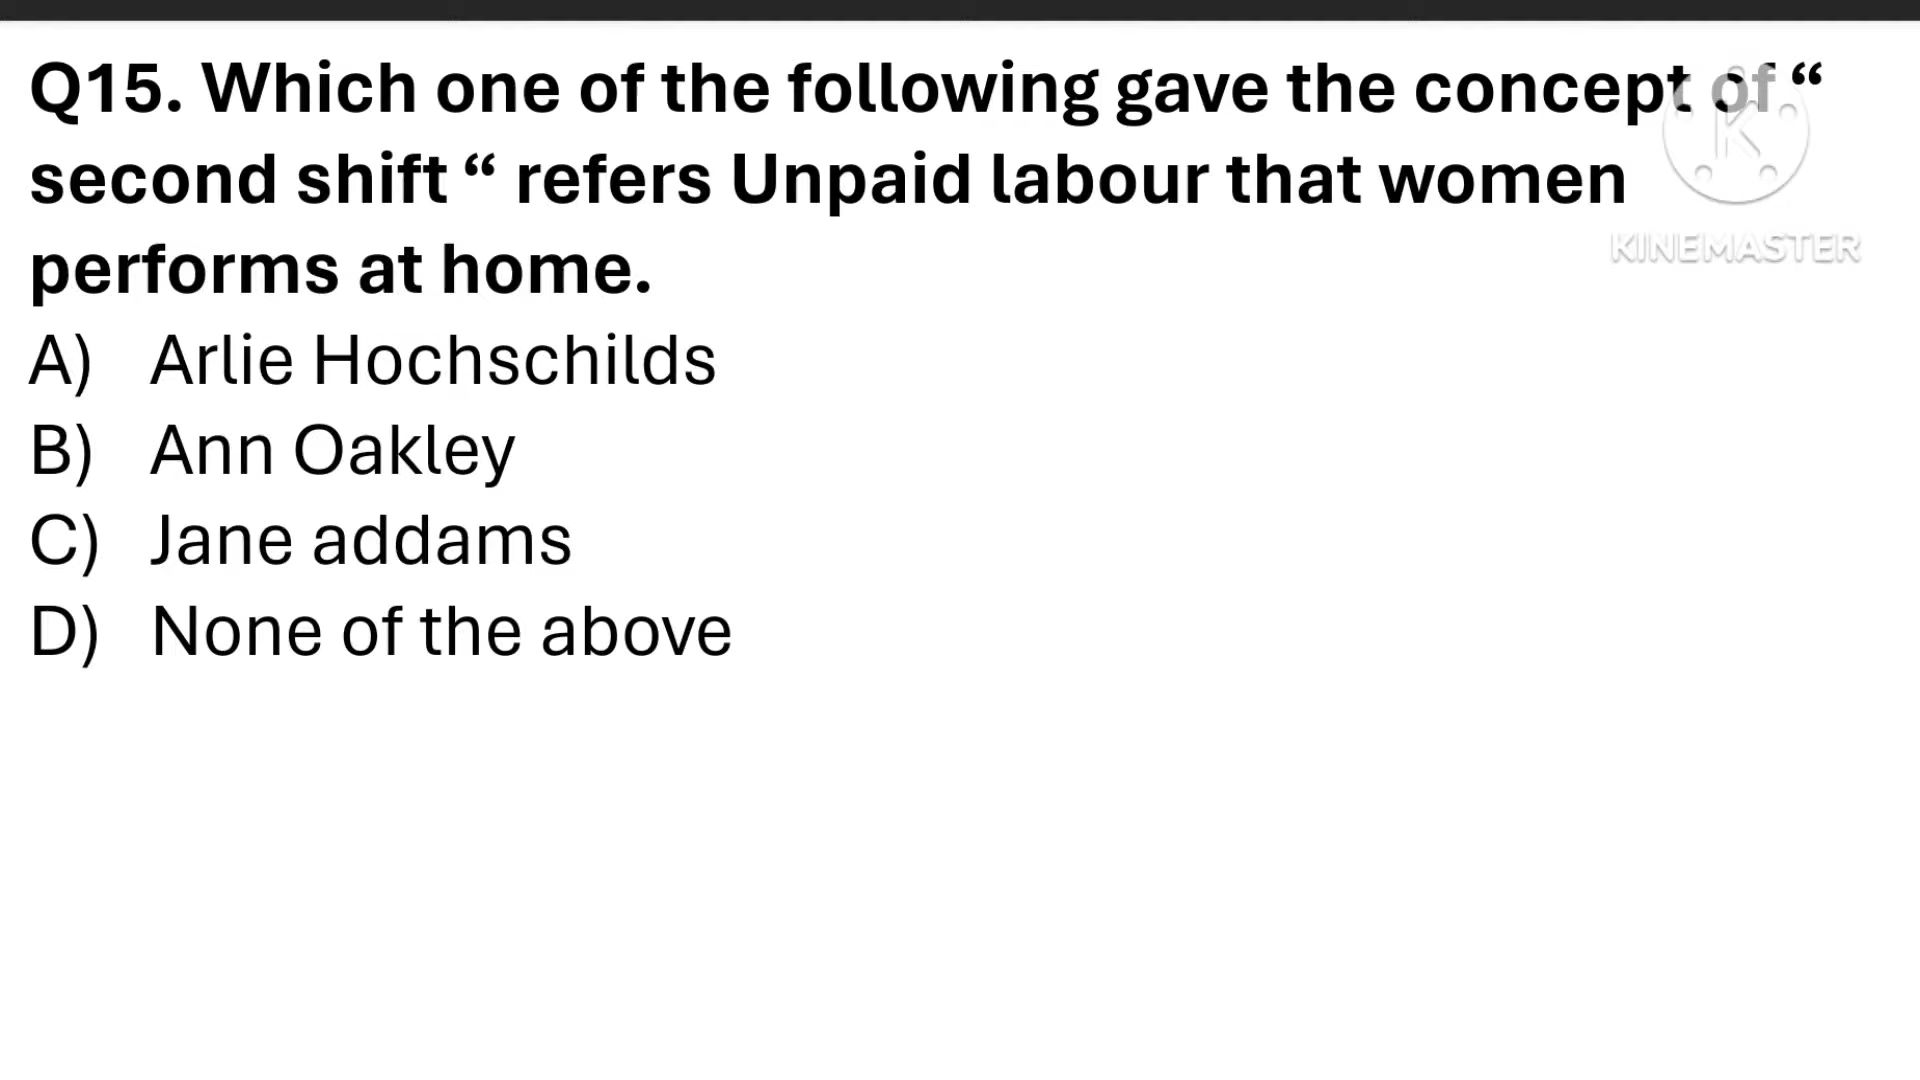 Q15. Which one of the following gave the concept of “
second shift “ refers Unpaid labour that women
performs at home.
KINEMASTER
A) Arlie Hochschilds
B) Ann Oakley
C) Jane addams
D) None of the above